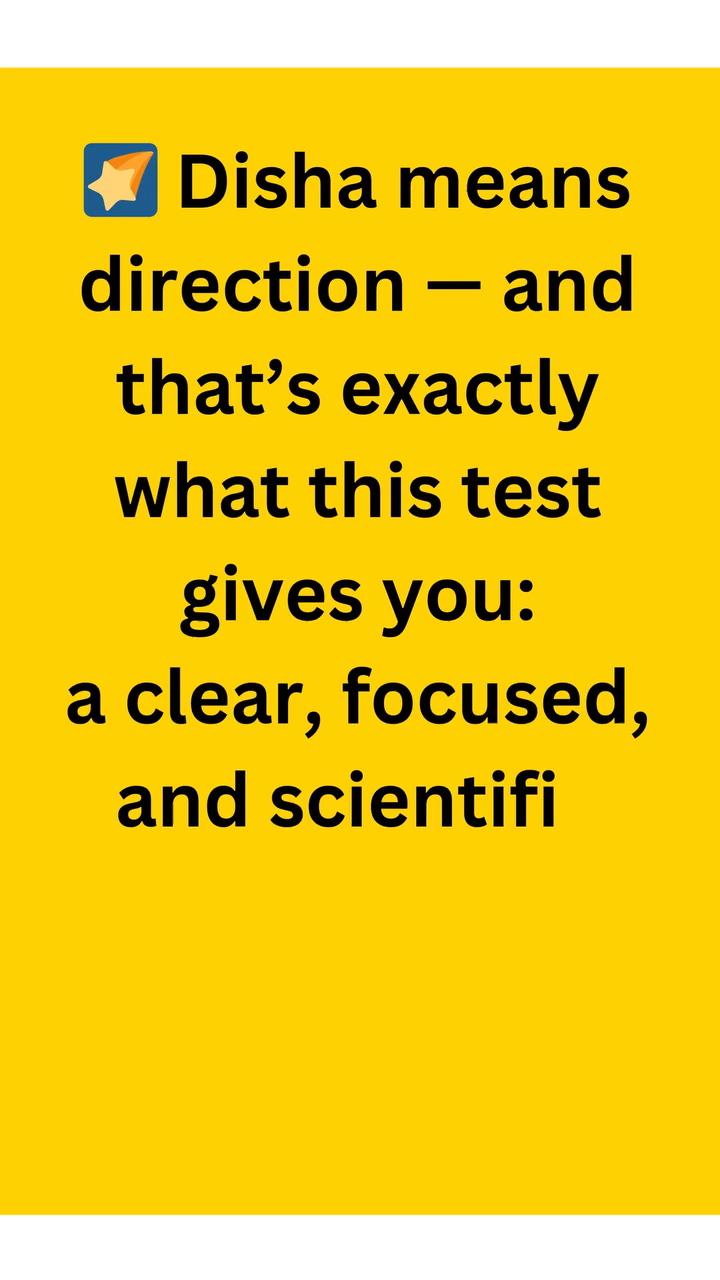 🌠 Disha means
direction — and
that’s exactly
what this test
gives you:
a clear, focused,
and scientifi